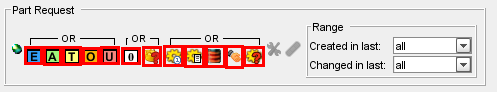 Part Request
OR OR OR
E A T O U 0
Range
Created in last: all
Changed in last: all